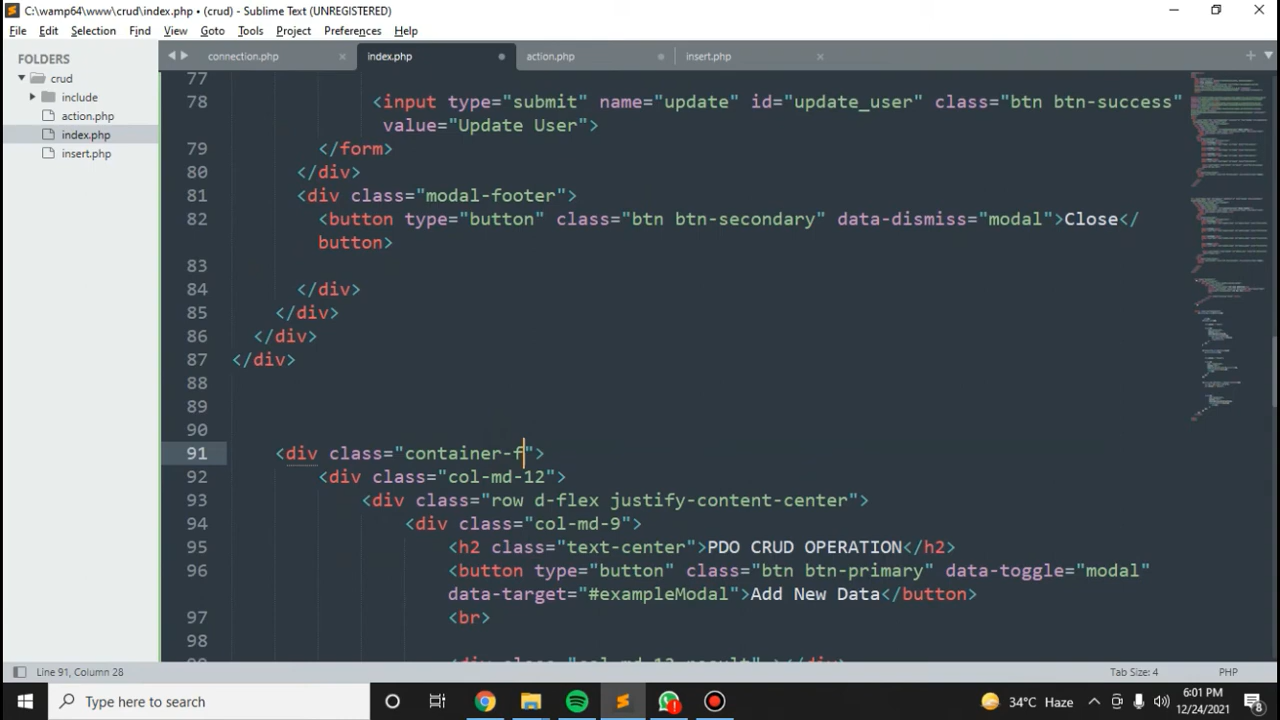 C:\wamp64\www\crud\index.php • (crud) - Sublime Text (UNREGISTERED)
File Edit Selection Find View Goto Tools Project Preferences Help
FOLDERS
crud
include
action.php
index.php
insert.php
connection.php × index.php action.php insert.php ×
77
78 <input type="submit" name="update" id="update_user" class="btn btn-success"
value="Update User">
79 </form>
80 </div>
81 <div class="modal-footer">
82 <button type="button" class="btn btn-secondary" data-dismiss="modal">Close</
button>
83
84 </div>
85 </div>
86 </div>
87 </div>
88
89
90
91 <div class="container-f">
92 <div class="col-md-12">
93 <div class="row d-flex justify-content-center">
94 <div class="col-md-9">
95 <h2 class="text-center">PDO CRUD OPERATION</h2>
96 <button type="button" class="btn btn-primary" data-toggle="modal"
data-target="#exampleModal">Add New Data</button>
97 <br>
98
Line 91, Column 28 Tab Size: 4 PHP
Type here to search
34°C Haze
6:01 PM
12/24/2021
8